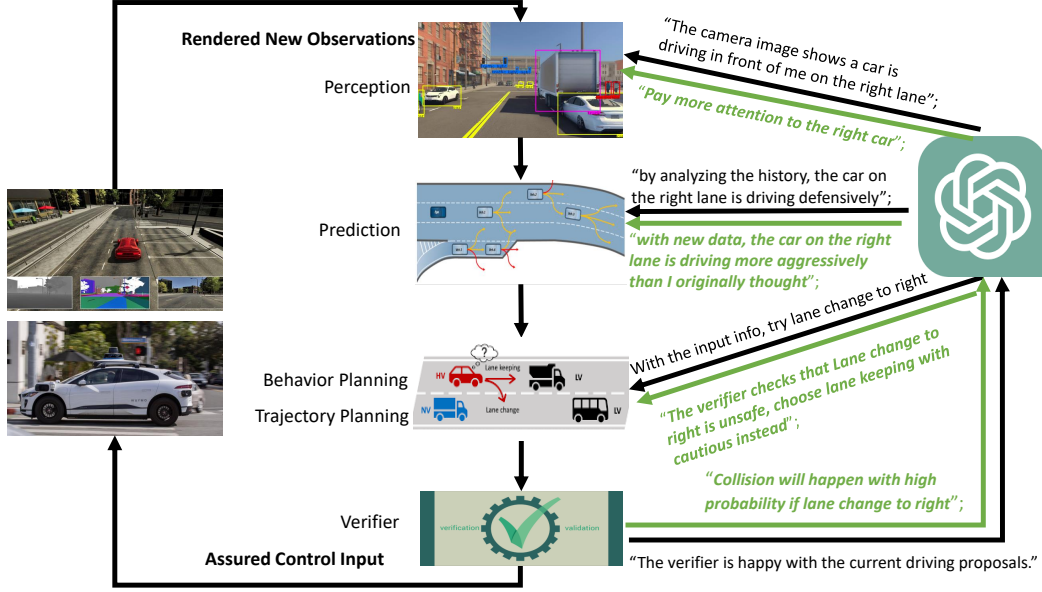 Rendered New Observations
Perception
"The camera image shows a car is
driving in front of me on the right lane";
"Pay more attention to the right car";
Prediction
"by analyzing the history, the car on
the right lane is driving defensively";
"with new data, the car on the right
lane is driving more aggressively
than I originally thought";
Behavior Planning
Trajectory Planning
?
HV
Lane keeping
LV
NV
Lane change
LV
With the input info, try lane change to right
"The verifier checks that Lane change to
right is unsafe, choose lane keeping with
cautious instead";
"Collision will happen with high
probability if lane change to right";
Verifier
verification
validation
Assured Control Input
"The verifier is happy with the current driving proposals."